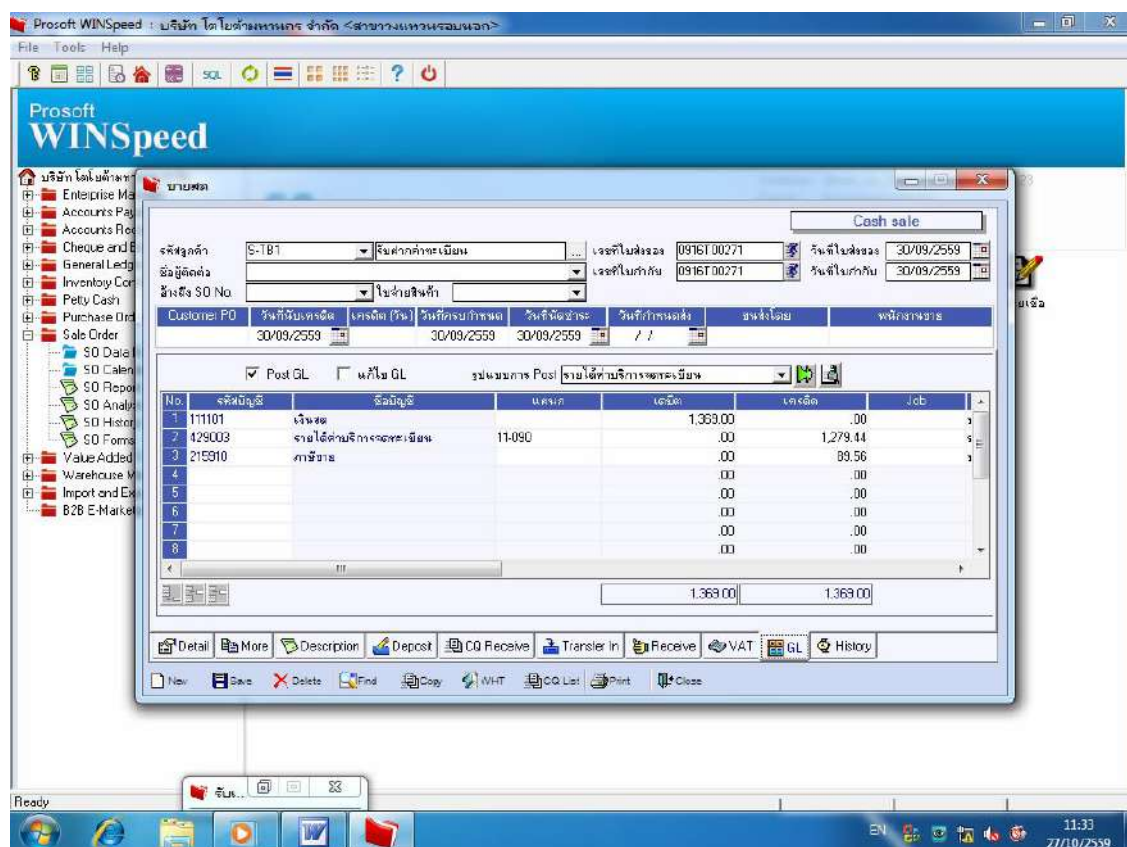 Prosoft WINSpeed : บริษัท โตโยต้ามหานคร จำกัด <สาขาวงแหวนรอบนอก>
File Tools Help
SQL
Prosoft
WINSpeed
บริษัท โตโยต้ามหา
Enterprise Ma
Accounts Pay
Accounts Rec
Cheque and B
General Ledg
Inventory Con
Petty Cash
Purchase Ord
Sale Order
SO Data
SO Calen
SO Repo
SO Analy
SO Histor
SO Forms
Value Added
Warehouse M
Import and Ex
B2B E-Market
ขายสด
Cash sale
รหัสลูกค้า S-TB1 รับฝากค่าทะเบียน ... เลขที่ใบส่งของ 0916T00271 วันที่ใบส่งของ 30/09/2559
ชื่อผู้ติดต่อ เลขที่ใบกำกับ 0916T00271 วันที่ใบกำกับ 30/09/2559
อ้างถึง SO No. ใบจ่ายสินค้า
Customer PO วันที่นับเครดิต เครดิต (วัน) วันที่ครบกำหนด วันที่นัดชำระ วันที่กำหนดส่ง ขนส่งโดย พนักงานขาย
30/09/2559 30/09/2559 30/09/2559 / /
Post GL แก้ไข GL รูปแบบการ Post รายได้ค่าบริการจดทะเบียน
No. รหัสบัญชี ชื่อบัญชี แผนก เดบิต เครดิต Job
1 111101 เงินสด 1,369.00 .00
2 429003 รายได้ค่าบริการจดทะเบียน 11-090 .00 1,279.44
3 215910 ภาษีขาย .00 89.56
4 .00 .00
5 .00 .00
6 .00 .00
7 .00 .00
8 .00 .00
1,369.00 1,369.00
Detail More Description Deposit CQ Receive Transfer In Receive VAT GL History
New Save Delete Find Copy WHT CQ List Print Close
รับเ...
Ready
EN 11:33
27/10/2559